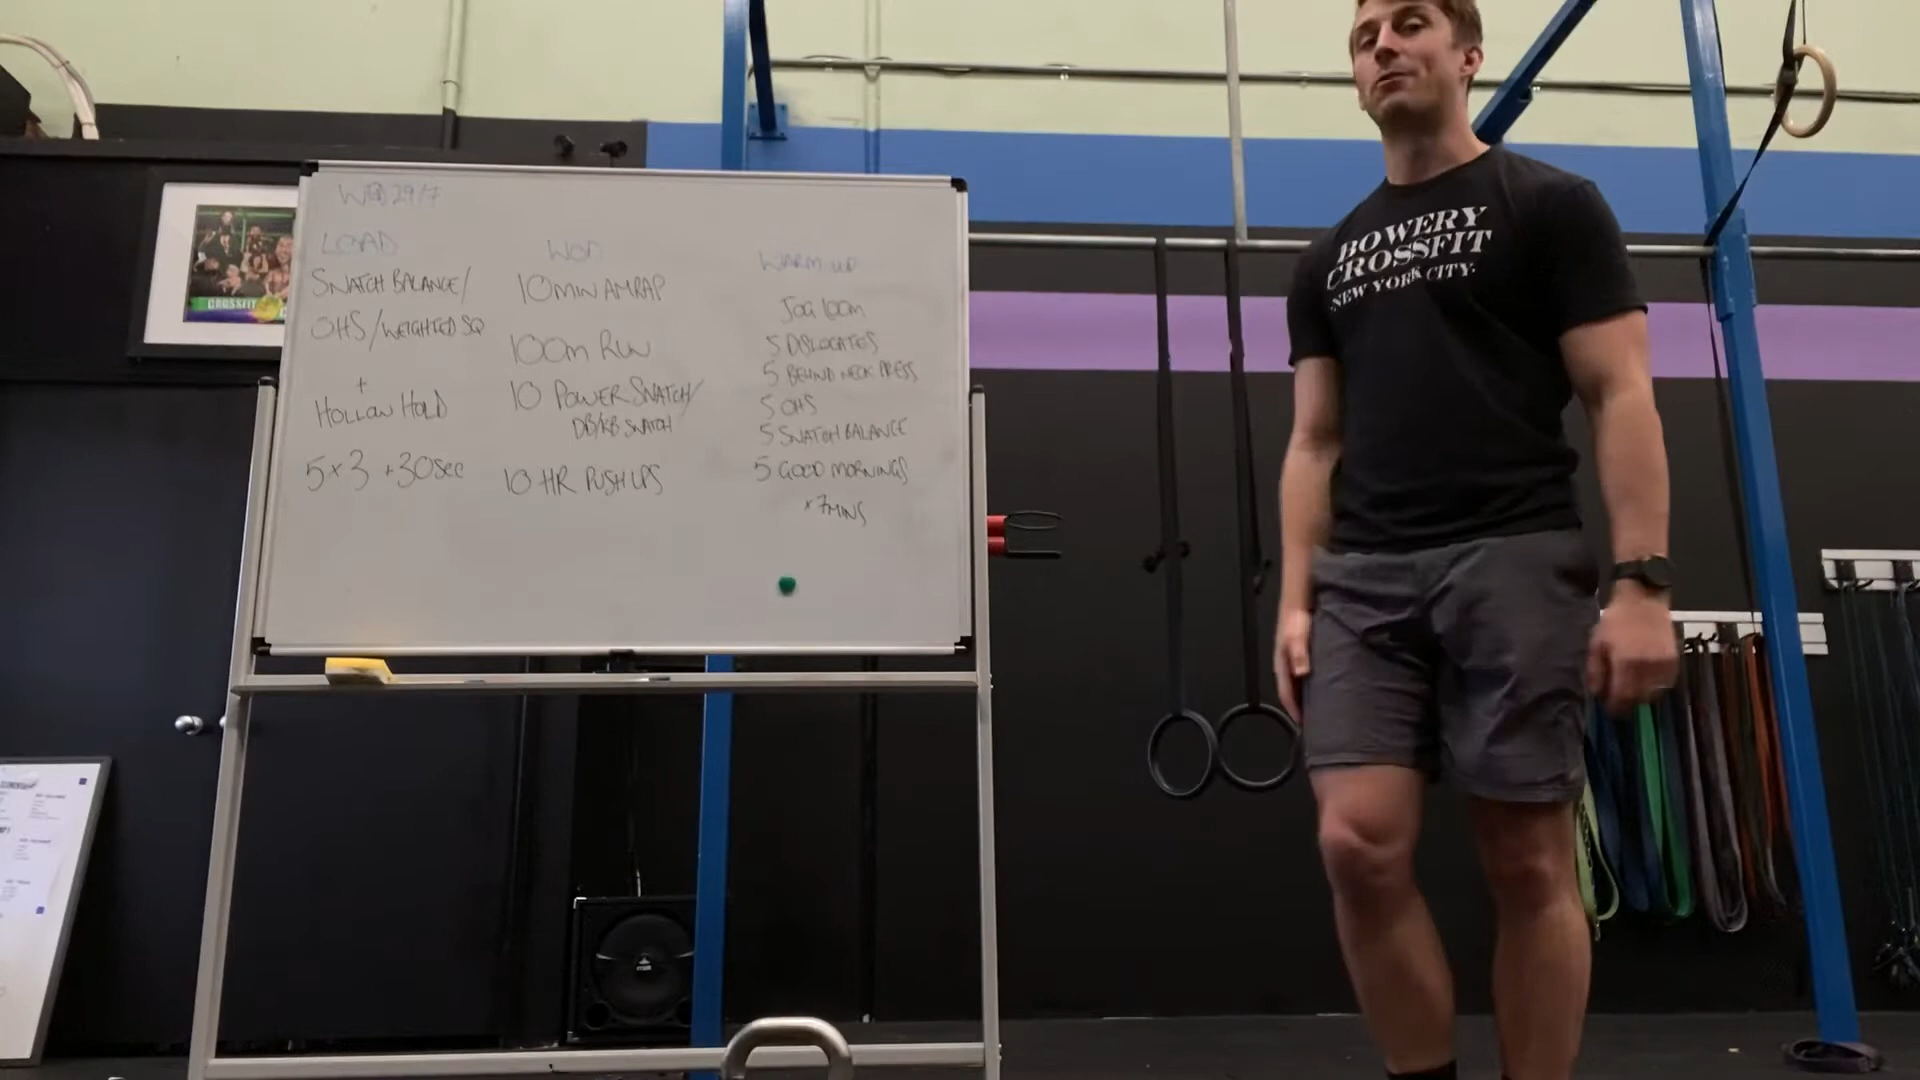 WED 29/7
LOAD
SNATCH BALANCE/
OHS/WEIGHTED SQ
+
HOLLOW HOLD
5x3 +30sec
WOD
10MIN AMRAP
100m RUN
10 POWER SNATCH/
DB/KB SNATCH
10 HR PUSH UPS
WARM UP
JOG 100m
5 DISLOCATES
5 BEHIND NECK PRESS
5 OHS
5 SNATCH BALANCE
5 GOOD MORNINGS
x 7MINS
BOWERY
CROSSFIT
NEW YORK CITY.
CROSSFIT